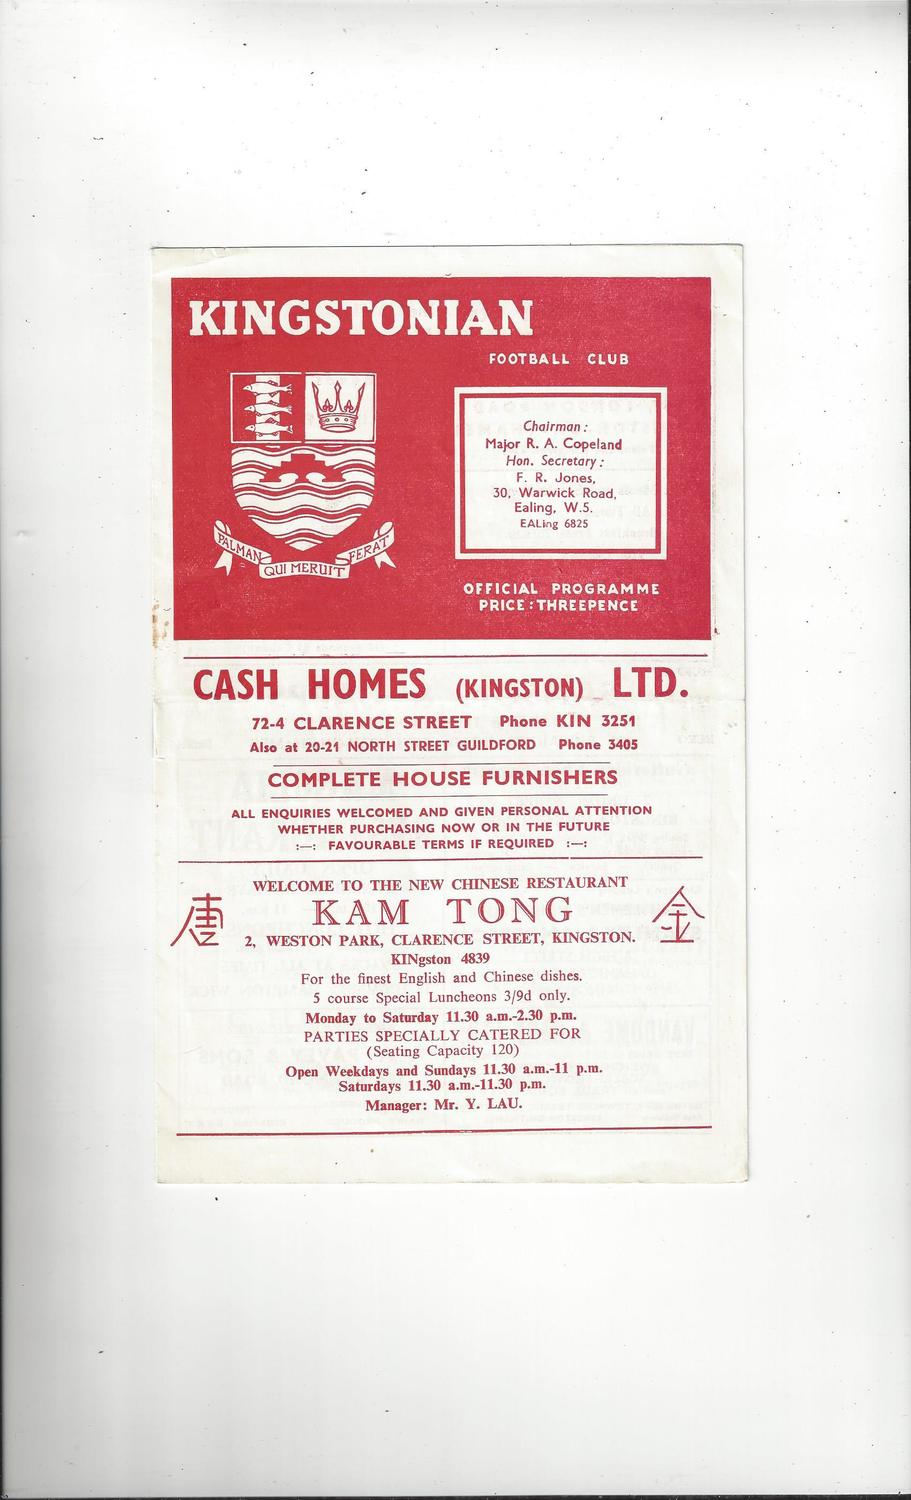 KINGSTONIAN
FOOTBALL CLUB
Chairman :
Major R. A. Copeland
Hon. Secretary :
F. R. Jones,
30, Warwick Road,
Ealing, W.5.
EALing 6825
PALMAN QUI MERUIT FERAT
OFFICIAL PROGRAMME
PRICE : THREEPENCE
CASH HOMES (KINGSTON) LTD.
72-4 CLARENCE STREET Phone KIN 3251
Also at 20-21 NORTH STREET GUILDFORD Phone 3405
COMPLETE HOUSE FURNISHERS
ALL ENQUIRIES WELCOMED AND GIVEN PERSONAL ATTENTION
WHETHER PURCHASING NOW OR IN THE FUTURE
:—: FAVOURABLE TERMS IF REQUIRED :—:
WELCOME TO THE NEW CHINESE RESTAURANT
唐 KAM TONG 金
2, WESTON PARK, CLARENCE STREET, KINGSTON.
KINgston 4839
For the finest English and Chinese dishes.
5 course Special Luncheons 3/9d only.
Monday to Saturday 11.30 a.m.-2.30 p.m.
PARTIES SPECIALLY CATERED FOR
(Seating Capacity 120)
Open Weekdays and Sundays 11.30 a.m.-11 p.m.
Saturdays 11.30 a.m.-11.30 p.m.
Manager: Mr. Y. LAU.